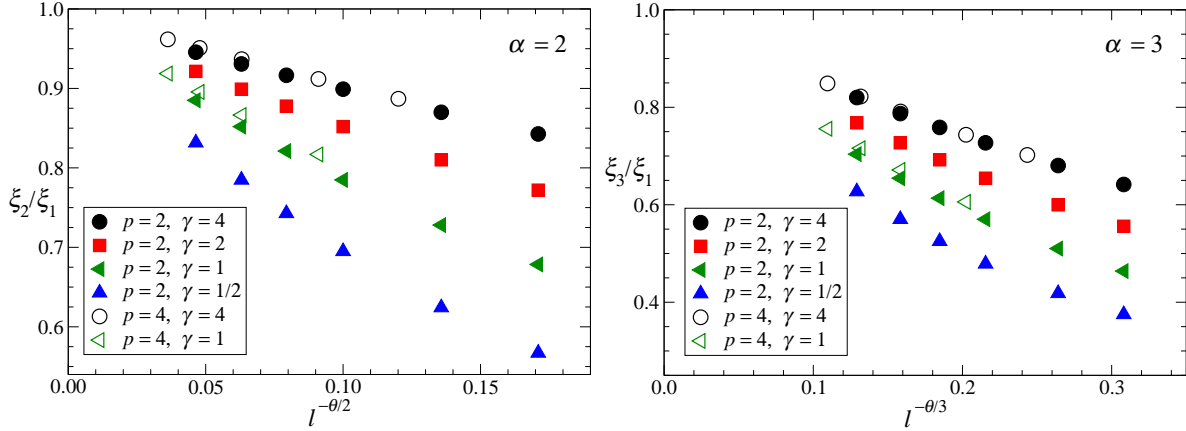 α = 2
1.0
0.9
0.8
0.7
0.6
ξ₂/ξ₁
p = 2, γ = 4
p = 2, γ = 2
p = 2, γ = 1
p = 2, γ = 1/2
p = 4, γ = 4
p = 4, γ = 1
0.00 0.05 0.10 0.15
l^{−θ/2}
α = 3
1.0
0.8
0.6
0.4
ξ₃/ξ₁
p = 2, γ = 4
p = 2, γ = 2
p = 2, γ = 1
p = 2, γ = 1/2
p = 4, γ = 4
p = 4, γ = 1
0.0 0.1 0.2 0.3
l^{−θ/3}